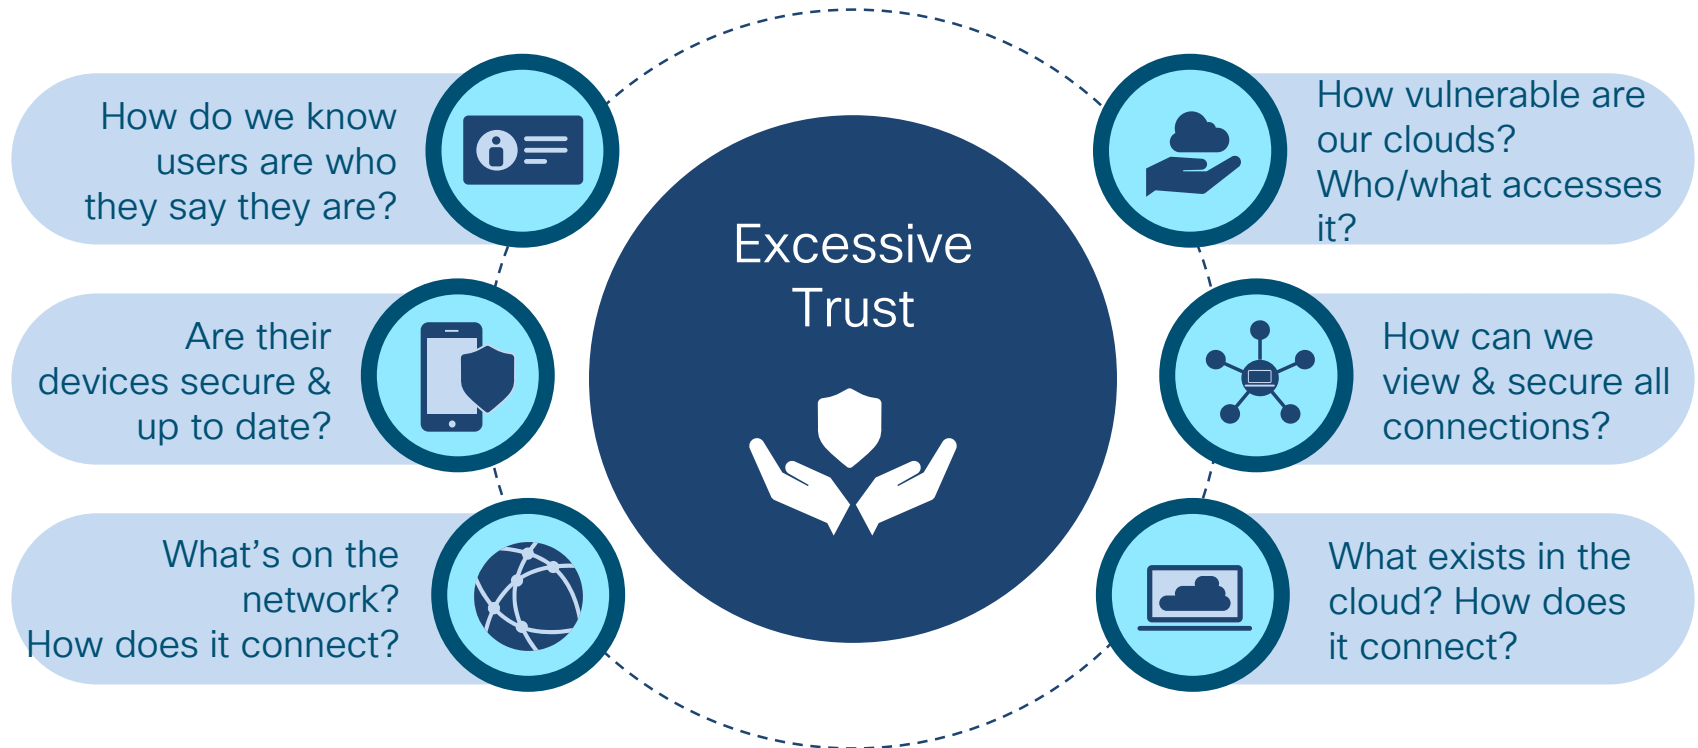 How do we know
users are who
they say they are?
Are their
devices secure &
up to date?
What’s on the
network?
How does it connect?
Excessive
Trust
How vulnerable are
our clouds?
Who/what accesses
it?
How can we
view & secure all
connections?
What exists in the
cloud? How does
it connect?